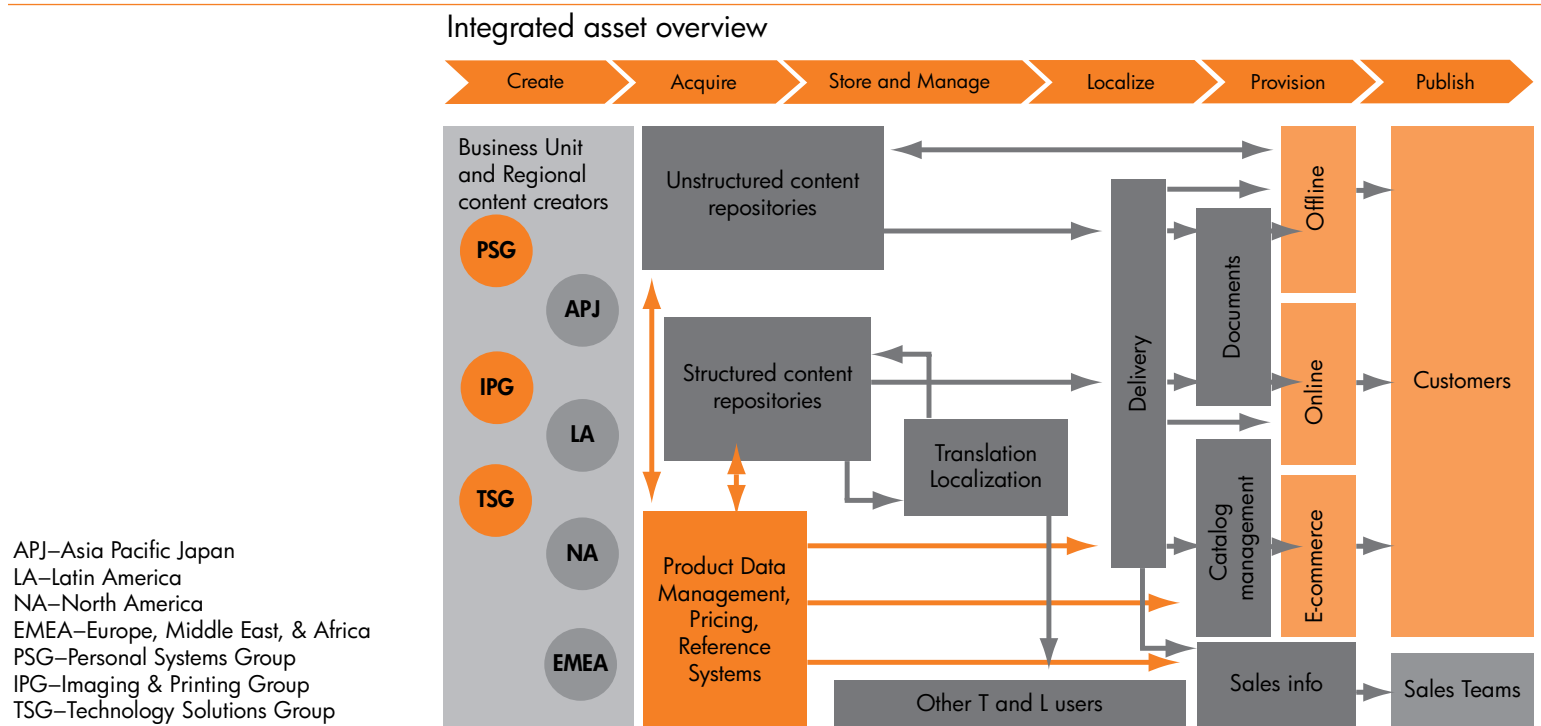 Integrated asset overview
Create
Acquire
Store and Manage
Localize
Provision
Publish
Business Unit
and Regional
content creators
PSG
APJ
IPG
LA
TSG
NA
EMEA
Unstructured content
repositories
Structured content
repositories
Translation
Localization
Product Data
Management,
Pricing,
Reference
Systems
Other T and L users
Delivery
Documents
Catalog
management
Sales info
Offline
Online
E-commerce
Customers
Sales Teams
APJ–Asia Pacific Japan
LA–Latin America
NA–North America
EMEA–Europe, Middle East, & Africa
PSG–Personal Systems Group
IPG–Imaging & Printing Group
TSG–Technology Solutions Group